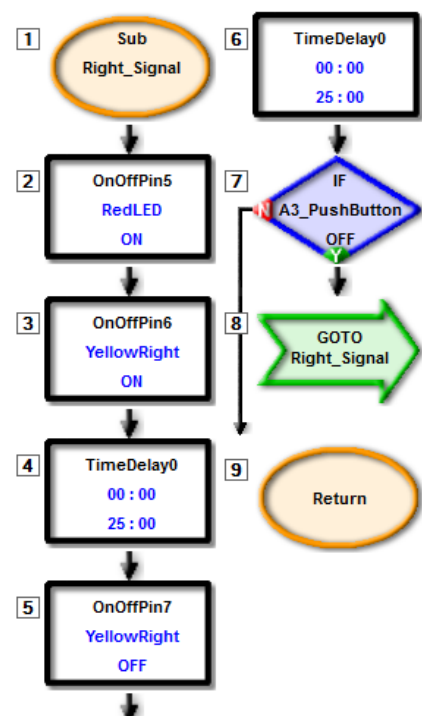 1
Sub
Right_Signal
2
OnOffPin5
RedLED
ON
3
OnOffPin6
YellowRight
ON
4
TimeDelay0
00 : 00
25 : 00
5
OnOffPin7
YellowRight
OFF
6
TimeDelay0
00 : 00
25 : 00
7
IF
A3_PushButton
OFF
N
Y
8
GOTO
Right_Signal
9
Return